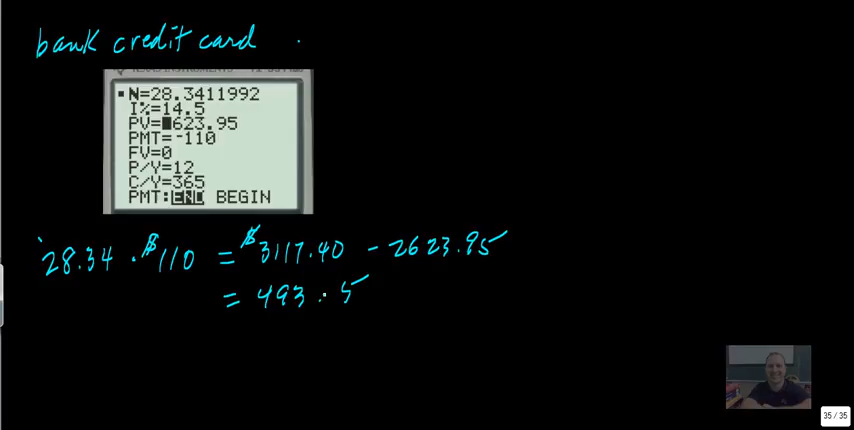 bank credit card
N=28.3411992
I%=14.5
PV=623.95
PMT=-110
FV=0
P/Y=12
C/Y=365
PMT:END BEGIN
28.34 · $110 = $3117.40 - 2623.95
= 493.5
35 / 35